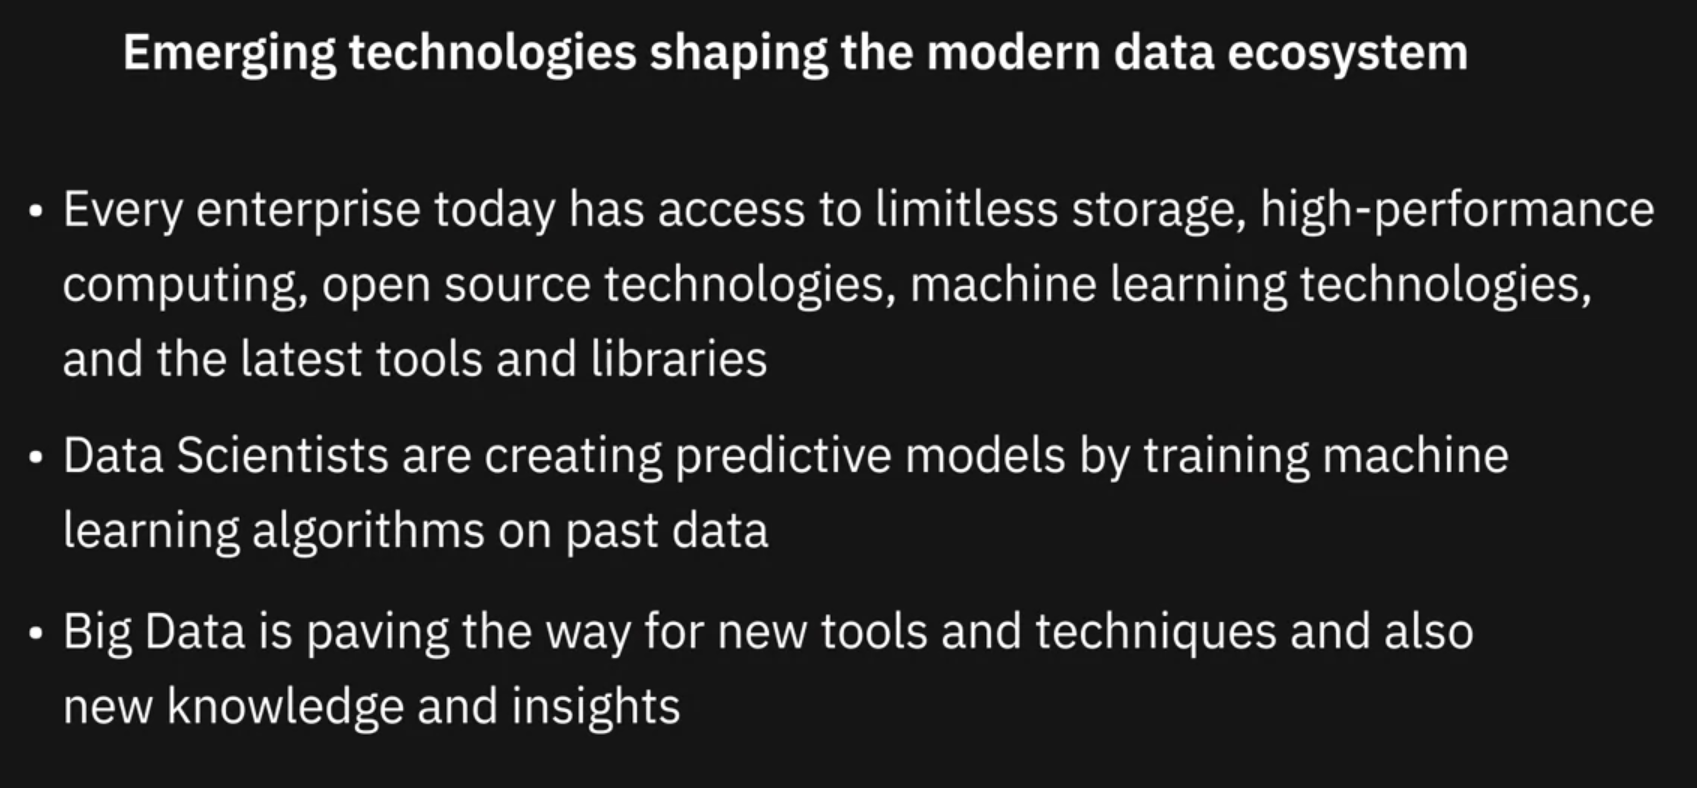 Emerging technologies shaping the modern data ecosystem
• Every enterprise today has access to limitless storage, high-performance
computing, open source technologies, machine learning technologies,
and the latest tools and libraries
• Data Scientists are creating predictive models by training machine
learning algorithms on past data
• Big Data is paving the way for new tools and techniques and also
new knowledge and insights